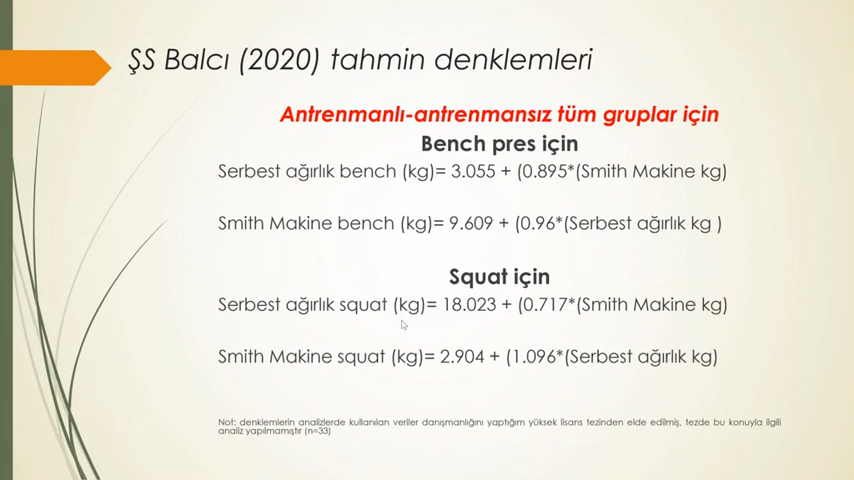 ŞS Balcı (2020) tahmin denklemleri
Antrenmanlı-antrenmansız tüm gruplar için
Bench pres için
Serbest ağırlık bench (kg)= 3.055 + (0.895*(Smith Makine kg)
Smith Makine bench (kg)= 9.609 + (0.96*(Serbest ağırlık kg )
Squat için
Serbest ağırlık squat (kg)= 18.023 + (0.717*(Smith Makine kg)
Smith Makine squat (kg)= 2.904 + (1.096*(Serbest ağırlık kg)
Not: denklemlerin analizlerde kullanılan veriler danışmanlığını yaptığım yüksek lisans tezinden elde edilmiş, tezde bu konuyla ilgili
analiz yapılmamıştır (n=33)